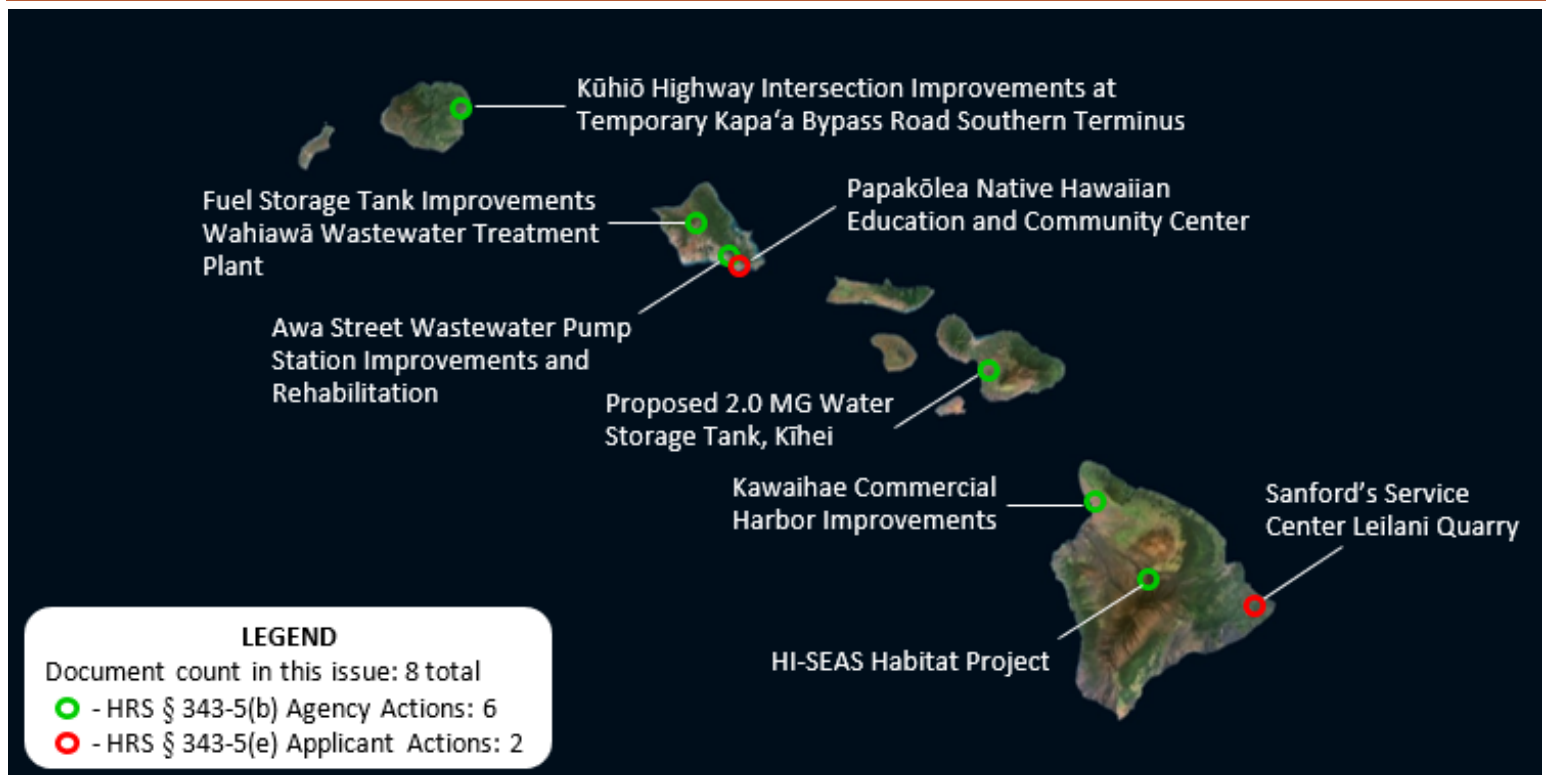 Kūhiō Highway Intersection Improvements at
Temporary Kapaʻa Bypass Road Southern Terminus
Fuel Storage Tank Improvements
Wahiawā Wastewater Treatment
Plant
Papakōlea Native Hawaiian
Education and Community Center
Awa Street Wastewater Pump
Station Improvements and
Rehabilitation
Proposed 2.0 MG Water
Storage Tank, Kīhei
Kawaihae Commercial
Harbor Improvements
Sanford’s Service
Center Leilani Quarry
HI-SEAS Habitat Project
LEGEND
Document count in this issue: 8 total
- HRS § 343-5(b) Agency Actions: 6
- HRS § 343-5(e) Applicant Actions: 2